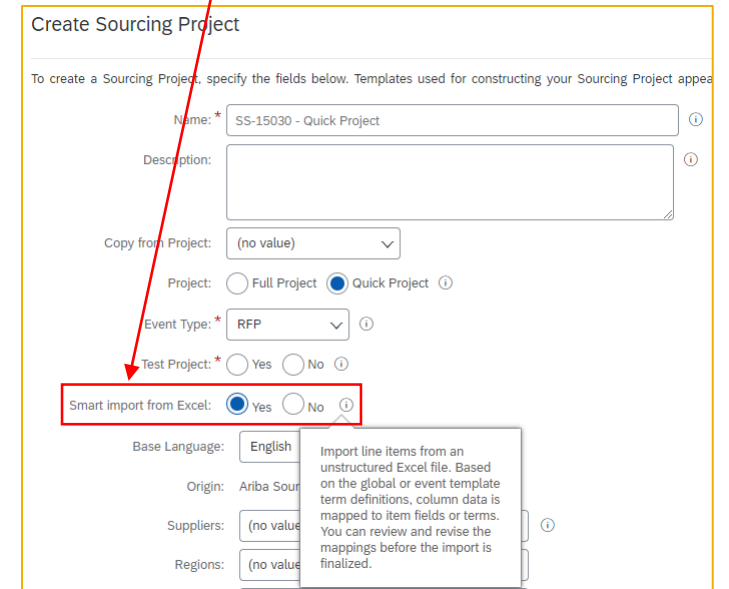 Create Sourcing Project
To create a Sourcing Project, specify the fields below. Templates used for constructing your Sourcing Project
Name: * SS-15030 - Quick Project
Description:
Copy from Project: (no value)
Project: Full Project Quick Project
Event Type: * RFP
Test Project: * Yes No
Smart import from Excel: Yes No
Base Language: English
Origin: Ariba
Suppliers: (no value
Regions: (no value
Import line items from an
unstructured Excel file. Based
on the global or event template
term definitions, column data is
mapped to item fields or terms.
You can review and revise the
mappings before the import is
finalized.